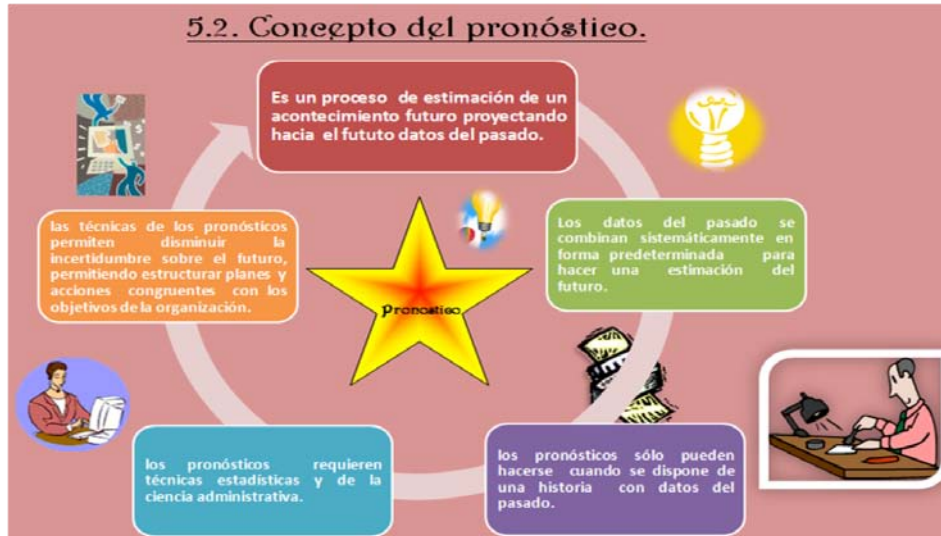 5.2. Concepto del pronóstico.
Es un proceso de estimación de un
acontecimiento futuro proyectando
hacia el fututo datos del pasado.
Los datos del pasado se
combinan sistemáticamente en
forma predeterminada para
hacer una estimación del
futuro.
los pronósticos sólo pueden
hacerse cuando se dispone de
una historia con datos del
pasado.
los pronósticos requieren
técnicas estadísticas y de la
ciencia administrativa.
las técnicas de los pronósticos
permiten disminuir la
incertidumbre sobre el futuro,
permitiendo estructurar planes y
acciones congruentes con los
objetivos de la organización.
Pronostico